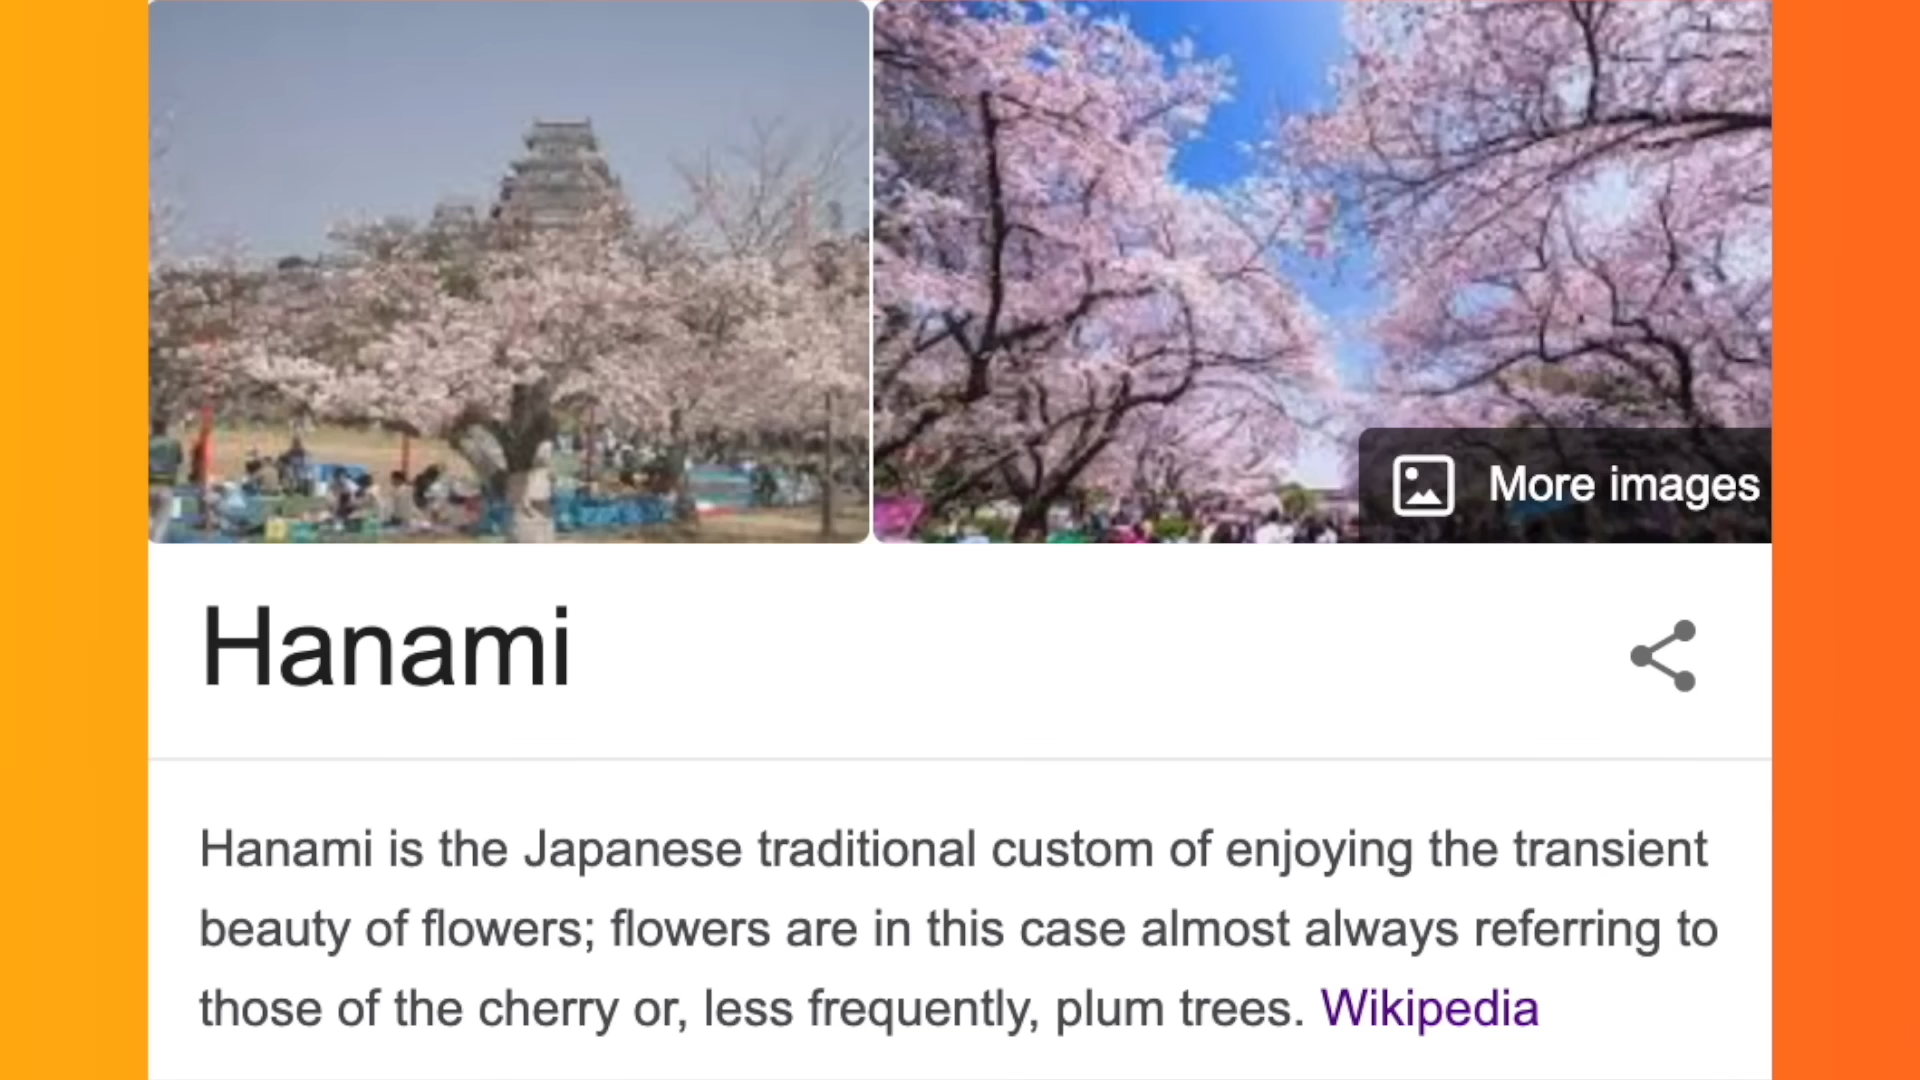 More images
Hanami
Hanami is the Japanese traditional custom of enjoying the transient
beauty of flowers; flowers are in this case almost always referring to
those of the cherry or, less frequently, plum trees. Wikipedia